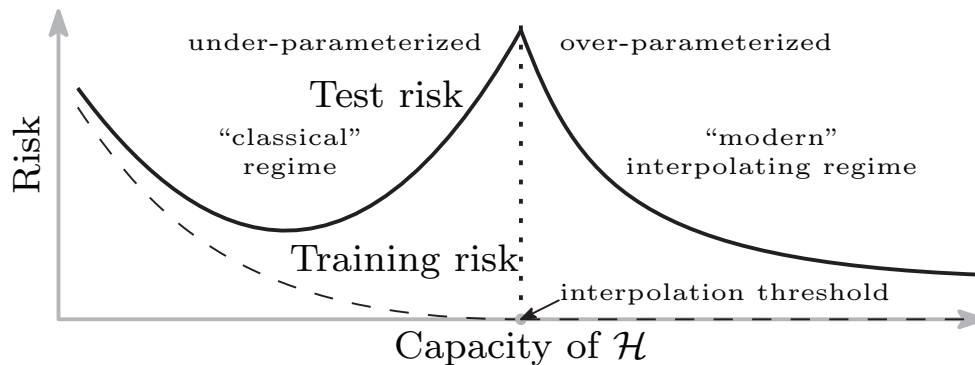 under-parameterized
over-parameterized
Test risk
“classical”
regime
“modern”
interpolating regime
Risk
Training risk
interpolation threshold
Capacity of ℋ